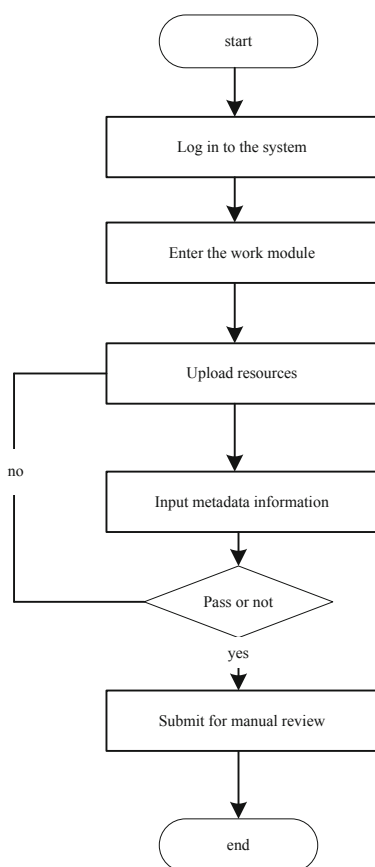 start
Log in to the system
Enter the work module
Upload resources
no
Input metadata information
Pass or not
yes
Submit for manual review
end